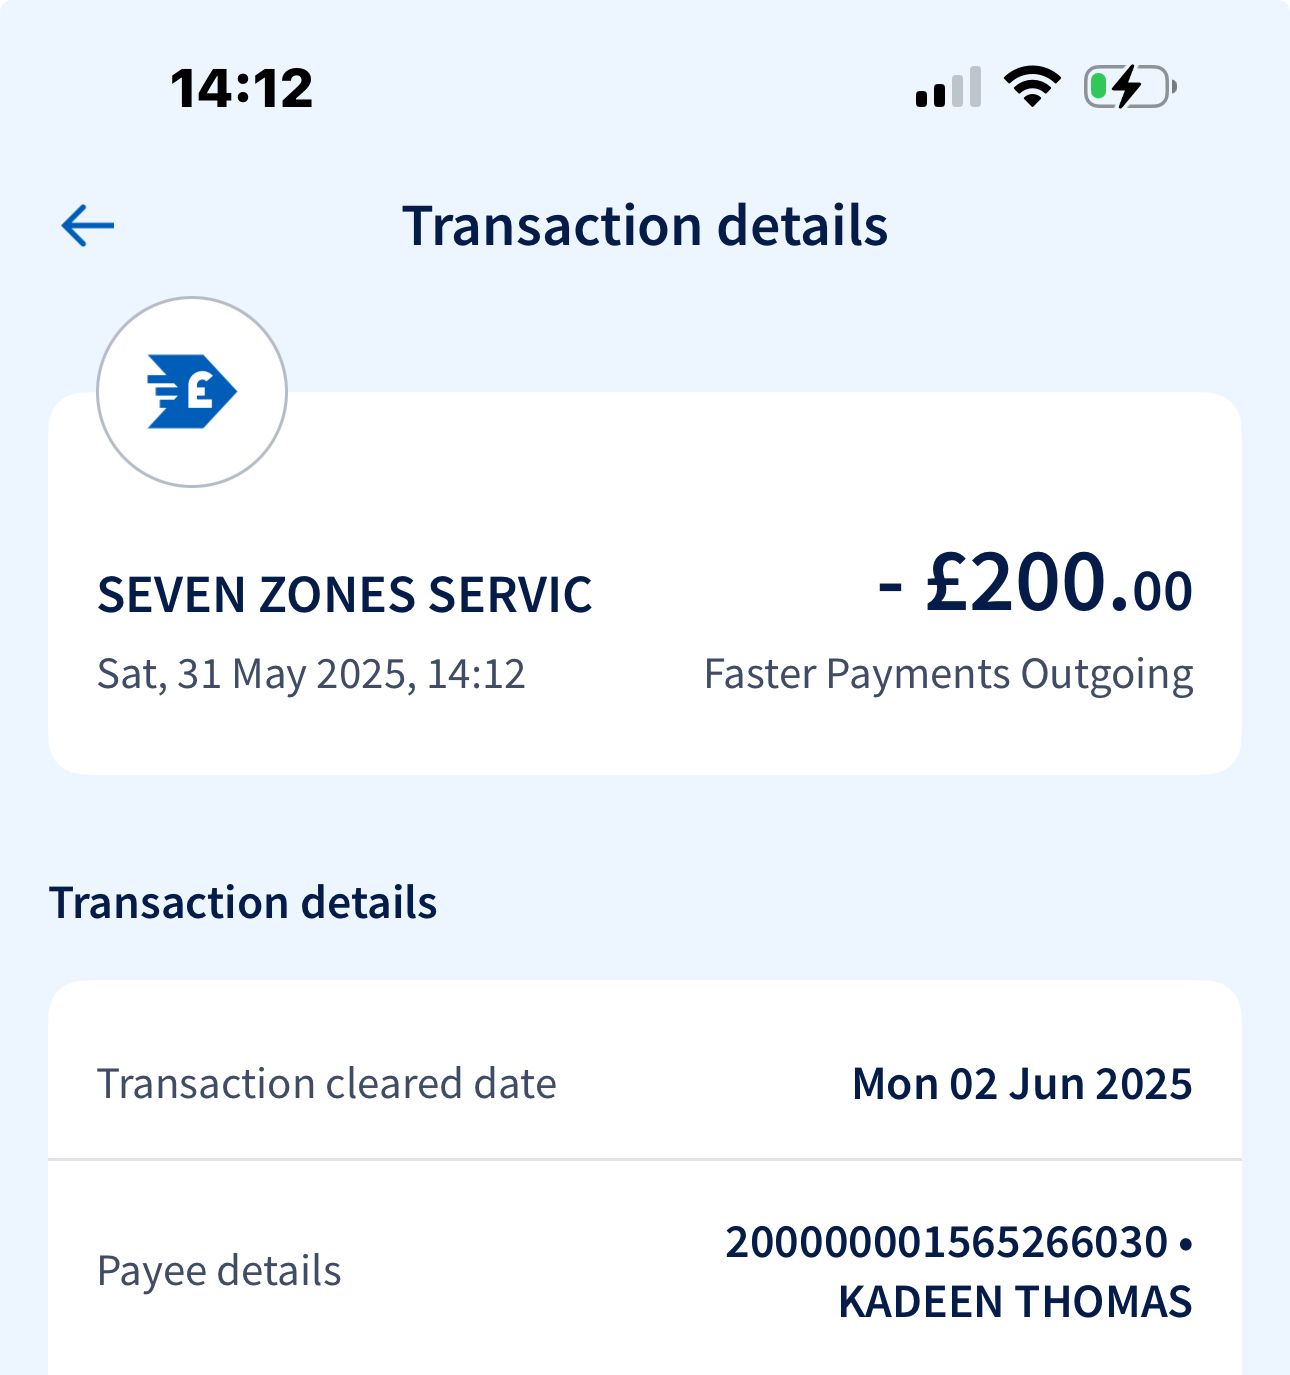 14:12
Transaction details
£
SEVEN ZONES SERVIC
- £200.00
Sat, 31 May 2025, 14:12
Faster Payments Outgoing
Transaction details
Transaction cleared date
Mon 02 Jun 2025
Payee details
200000001565266030 •
KADEEN THOMAS